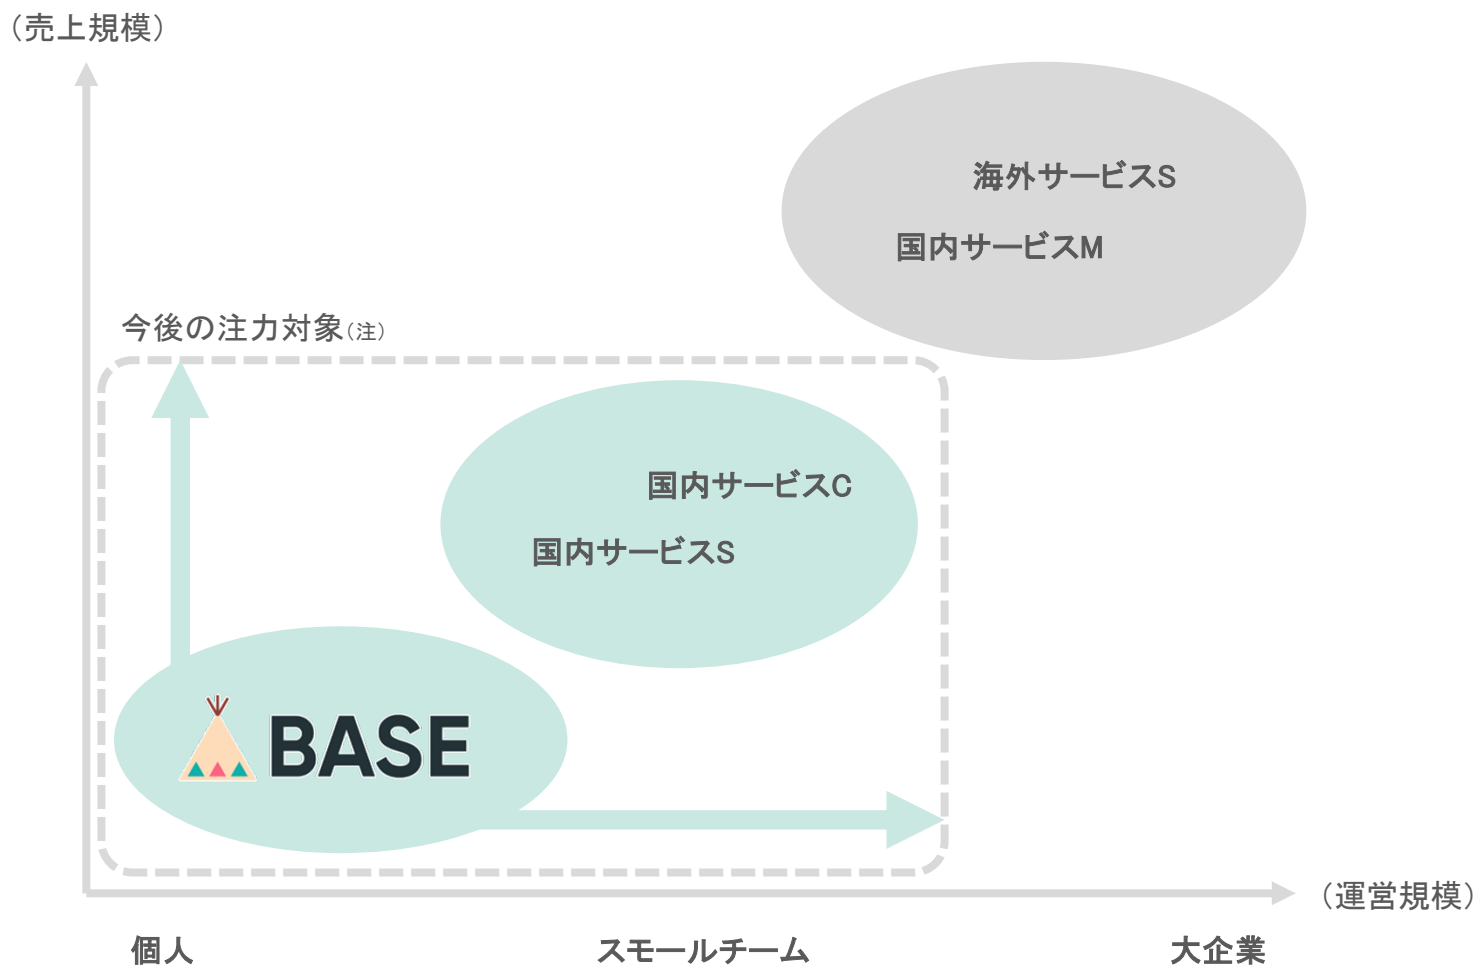 （売上規模）
海外サービスS
国内サービスM
今後の注力対象（注）
国内サービスC
国内サービスS
BASE
（運営規模）
個人
スモールチーム
大企業